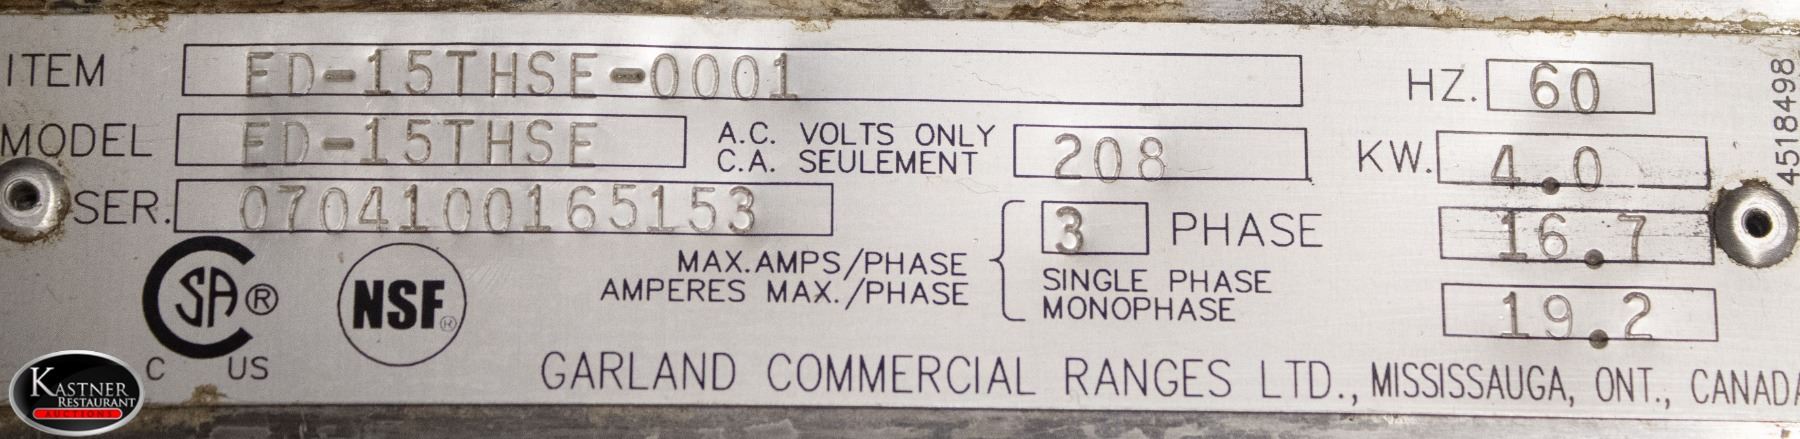 ITEM ED-15THSE-0001 HZ. 60
MODEL ED-15THSE A.C. VOLTS ONLY 208 KW. 4.0
C.A. SEULEMENT
SER. 0704100165153
MAX.AMPS/PHASE 3 PHASE 16.7
AMPERES MAX./PHASE SINGLE PHASE 19.2
MONOPHASE
SA®
C US
NSF®
GARLAND COMMERCIAL RANGES LTD., MISSISSAUGA, ONT., CANADA
4518498
KASTNER
RESTAURANT
AUCTIONS